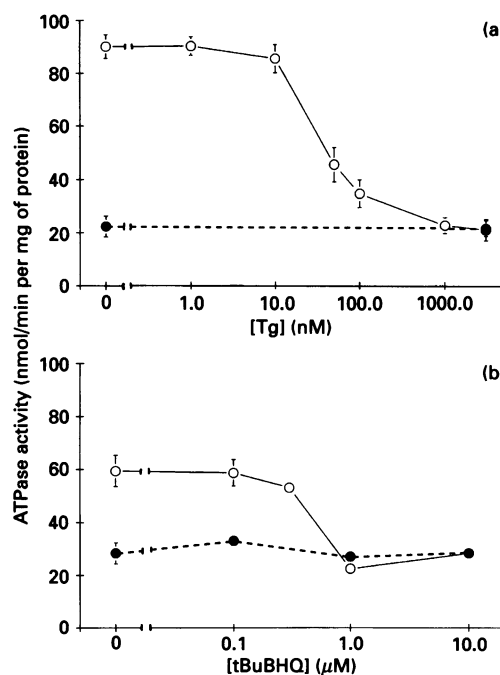 (a
100
80
60
40
20
0
0 1.0 10.0 100.0 1000.0
[Tg] (nM)
ATPase activity (nmol/min per mg of protein)
(b
100
80
60
40
20
0
0 0.1 1.0 10.0
[tBuBHQ] (μM)